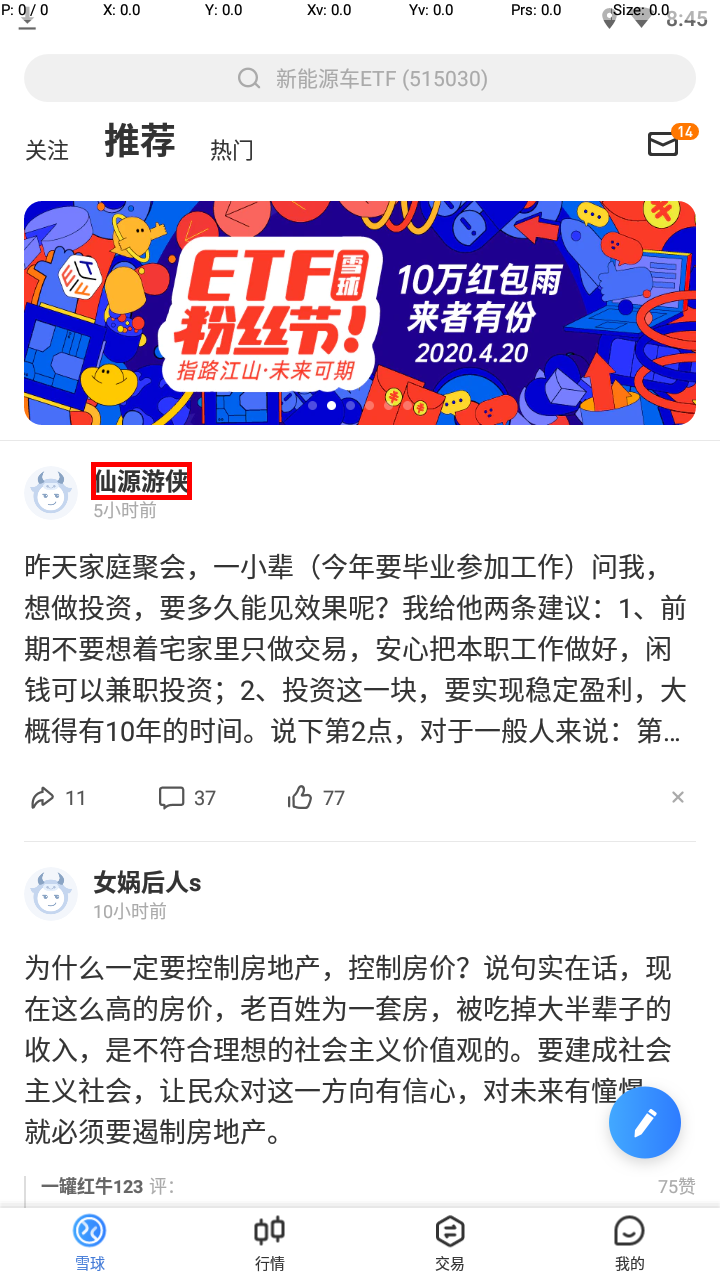 P: 0 / 0 X: 0.0 Y: 0.0 Xv: 0.0 Yv: 0.0 Prs: 0.0 Size: 0.0
8:45
新能源车ETF (515030)
关注 推荐 热门 14
ETF雪球
粉丝节!
指路江山·未来可期
10万红包雨
来者有份
2020.4.20
仙源游侠
5小时前
昨天家庭聚会，一小辈（今年要毕业参加工作）问我，
想做投资，要多久能见效果呢？我给他两条建议：1、前
期不要想着宅家里只做交易，安心把本职工作做好，闲
钱可以兼职投资；2、投资这一块，要实现稳定盈利，大
概得有10年的时间。说下第2点，对于一般人来说：第...
11 37 77
女娲后人s
10小时前
为什么一定要控制房地产，控制房价？说句实在话，现
在这么高的房价，老百姓为一套房，被吃掉大半辈子的
收入，是不符合理想的社会主义价值观的。要建成社会
主义社会，让民众对这一方向有信心，对未来有憧憬
就必须要遏制房地产。
一罐红牛123 评： 75赞
雪球 行情 交易 我的